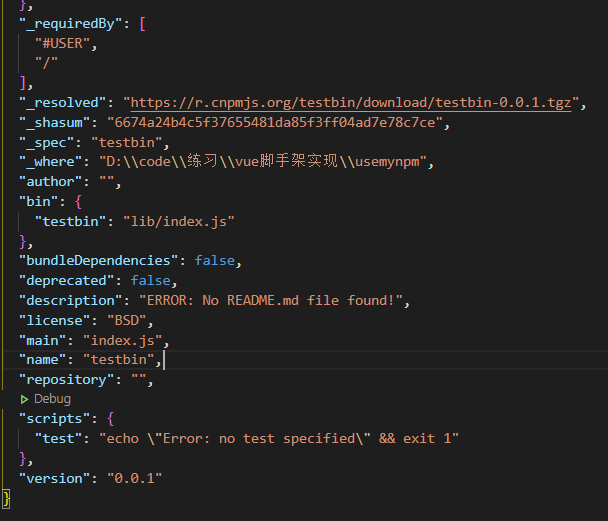 },
"_requiredBy": [
"#USER",
"/"
],
"_resolved": "https://r.cnpmjs.org/testbin/download/testbin-0.0.1.tgz",
"_shasum": "6674a24b4c5f37655481da85f3ff04ad7e78c7ce",
"_spec": "testbin",
"_where": "D:\\code\\练习\\vue脚手架实现\\usemynpm",
"author": "",
"bin": {
"testbin": "lib/index.js"
},
"bundleDependencies": false,
"deprecated": false,
"description": "ERROR: No README.md file found!",
"license": "BSD",
"main": "index.js",
"name": "testbin",
"repository": "",
Debug
"scripts": {
"test": "echo \"Error: no test specified\" && exit 1"
},
"version": "0.0.1"
}